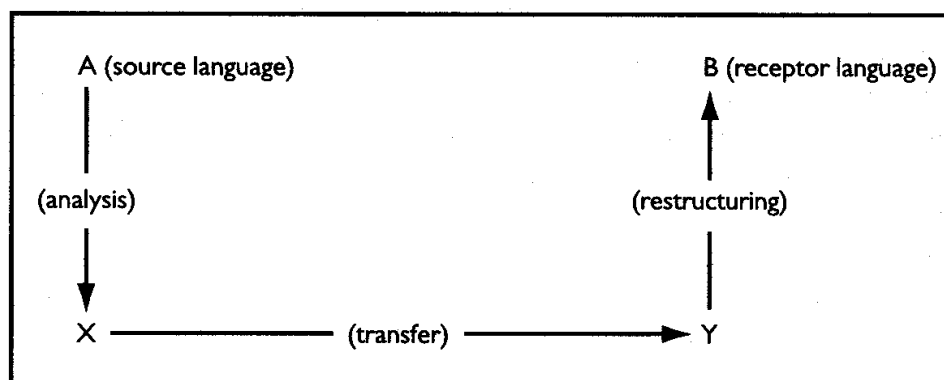 A (source language) B (receptor language)
(analysis) (restructuring)
X (transfer) Y